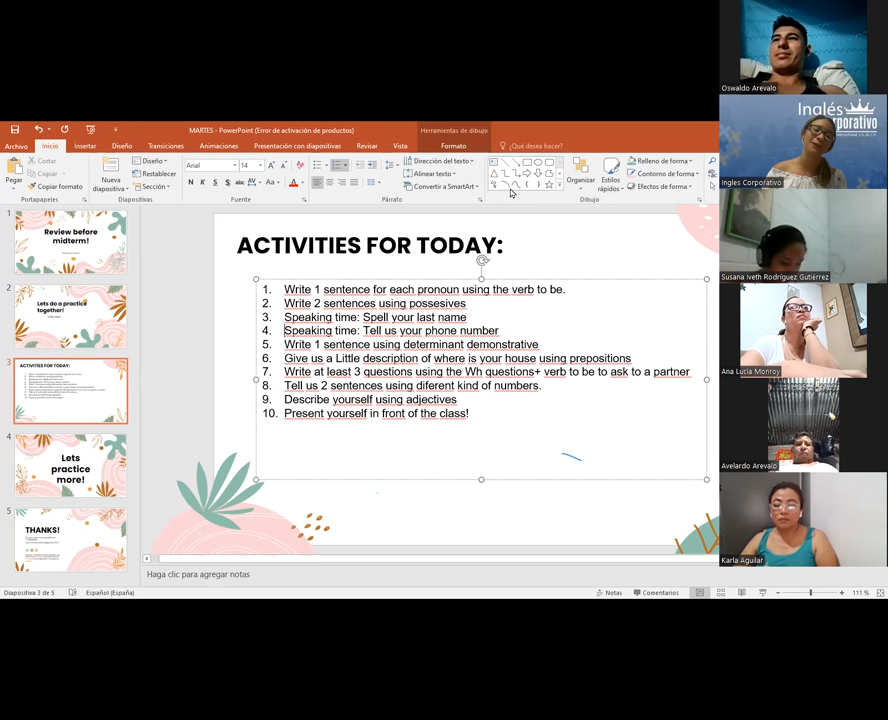 MARTES - PowerPoint (Error de activación de productos)
Herramientas de dibujo
Archivo Inicio Insertar Diseño Transiciones Animaciones Presentación con diapositivas Revisar Vista Formato ¿Qué desea hacer?
Pegar
Cortar
Copiar
Copiar formato
Portapapeles
Nueva diapositiva
Diseño
Restablecer
Sección
Diapositivas
Arial 14
Fuente
Párrafo
Dirección del texto
Alinear texto
Convertir a SmartArt
Organizar
Estilos rápidos
Relleno de forma
Contorno de forma
Efectos de forma
Dibujo
1
Review before
midterm!
2
Lets do a practice
together!
3
ACTIVITIES FOR TODAY:
4
Lets
practice
more!
5
THANKS!
ACTIVITIES FOR TODAY:
1. Write 1 sentence for each pronoun using the verb to be.
2. Write 2 sentences using possesives
3. Speaking time: Spell your last name
4. Speaking time: Tell us your phone number
5. Write 1 sentence using determinant demonstrative
6. Give us a Little description of where is your house using prepositions
7. Write at least 3 questions using the Wh questions+ verb to be to ask to a partner
8. Tell us 2 sentences using diferent kind of numbers.
9. Describe yourself using adjectives
10. Present yourself in front of the class!
Haga clic para agregar notas
Diapositiva 3 de 5 Español (España) Notas Comentarios 111 %
Oswaldo Arevalo
Inglés
Ingles Corporativo
Susana Iveth Rodríguez Gutiérrez
Ana Lucia Monroy
Avelardo Arevalo
Karla Aguilar